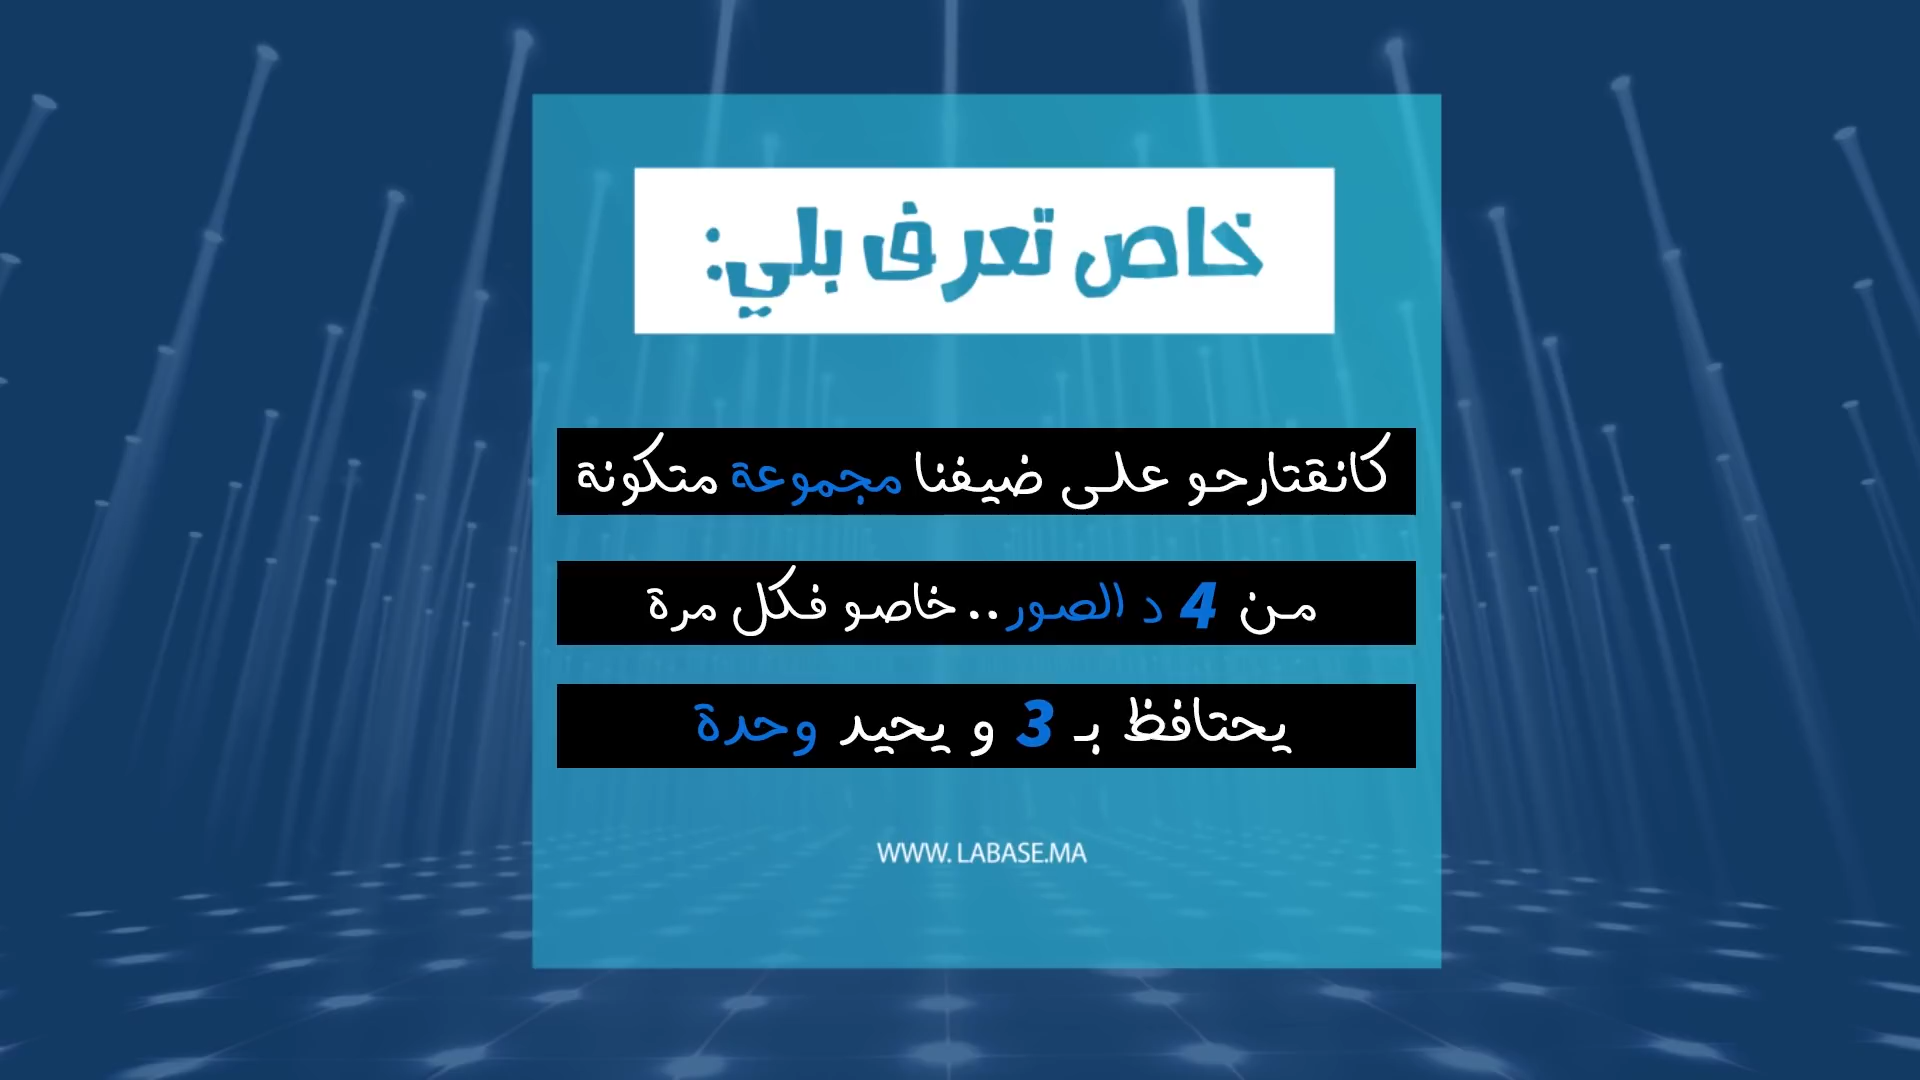 خاص تعرف بلي:
كانقتارحو على ضيفنا مجموعة متكونة
من 4 د الصور.. خاصو فكل مرة
يحتافظ بـ 3 و يحيد وحدة
WWW. LABASE.MA